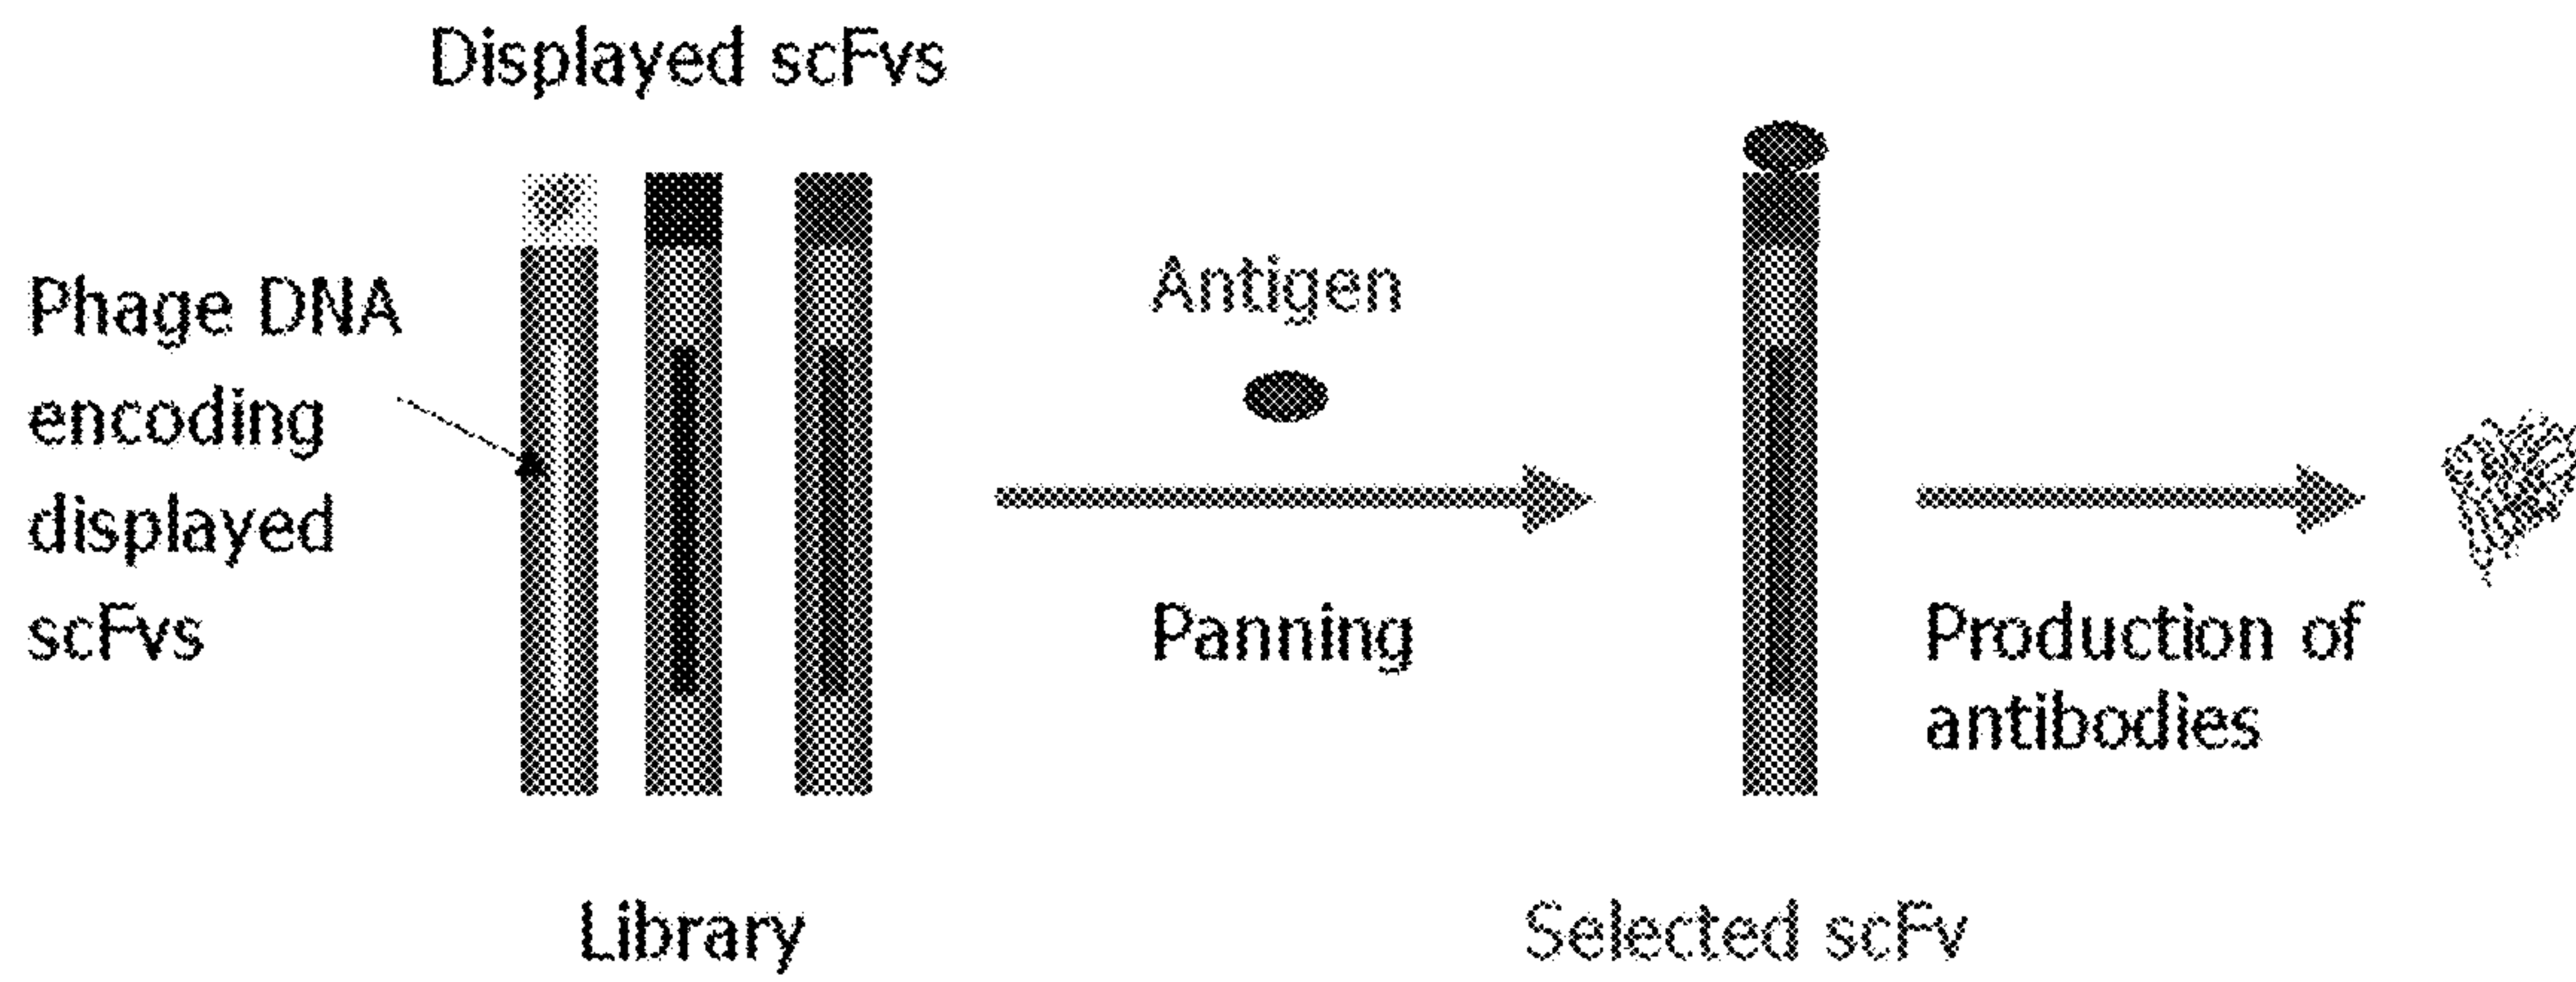 Displayed scFvs
Phage DNA
encoding
displayed
scFvs
Antigen
Panning
Production of
antibodies
Library
Selected scFv